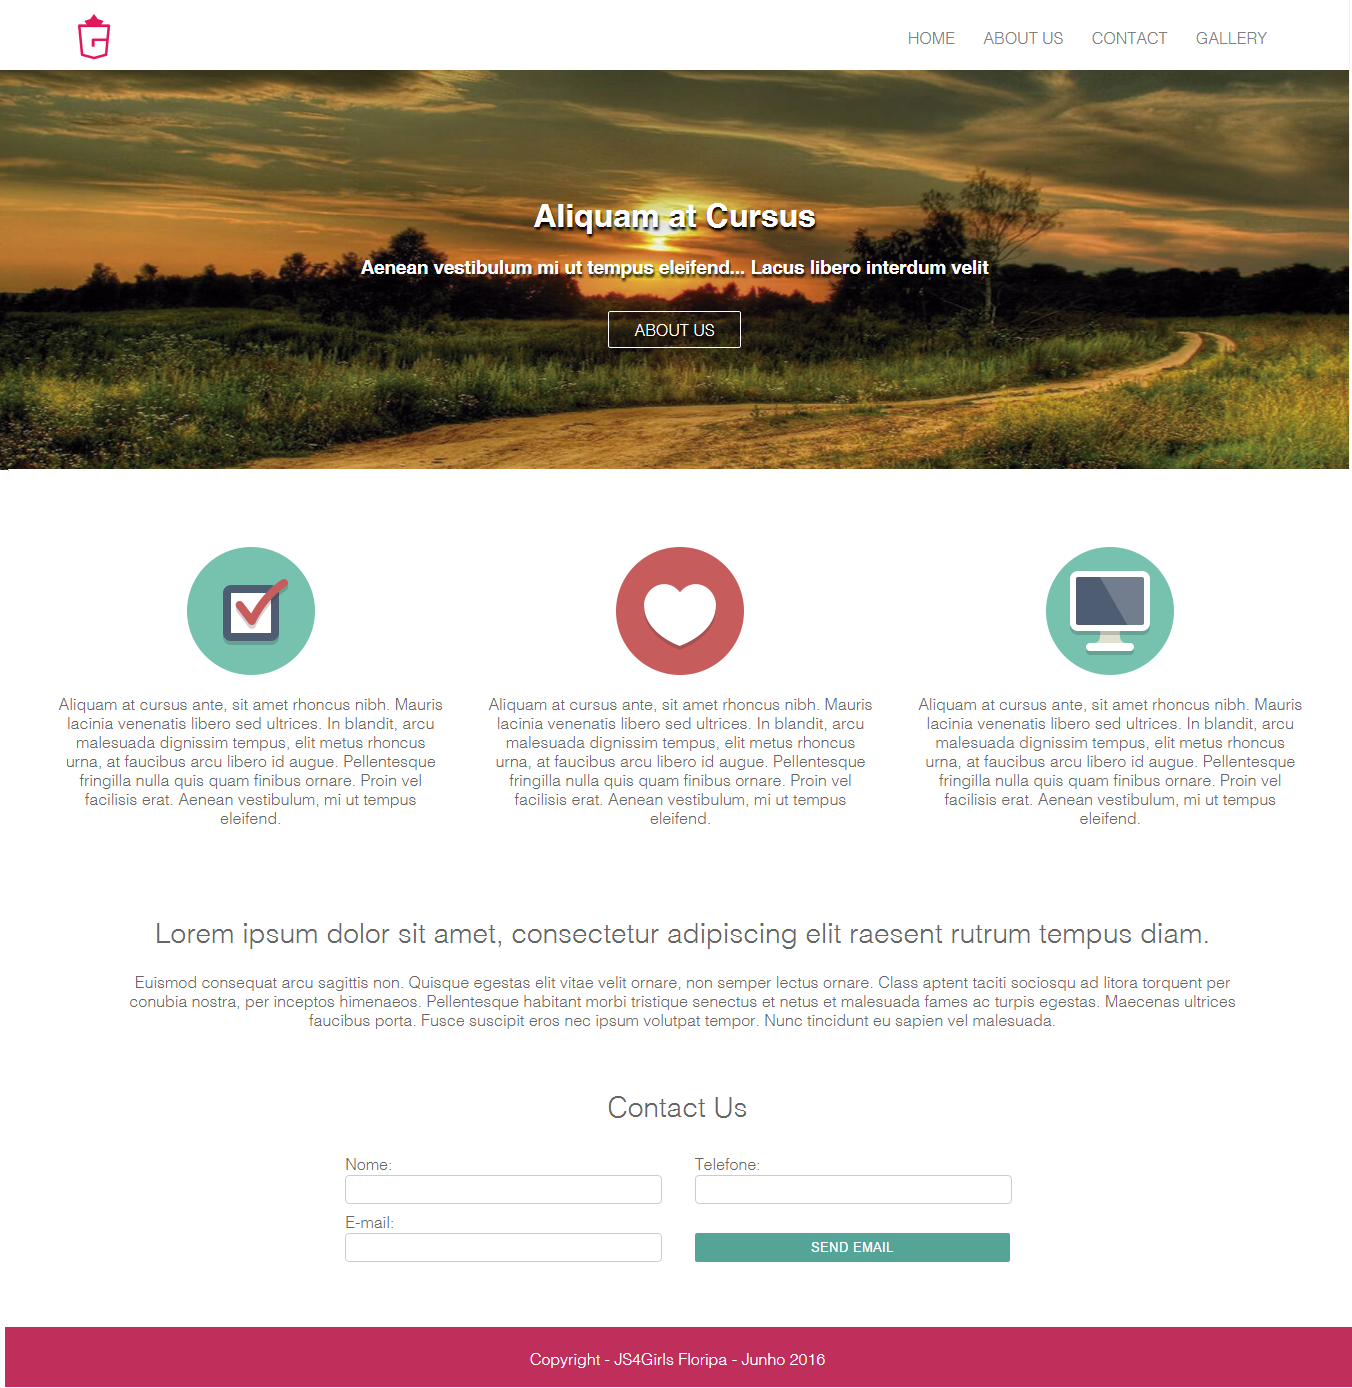 HOME ABOUT US CONTACT GALLERY
Aliquam at Cursus
Aenean vestibulum mi ut tempus eleifend... Lacus libero interdum velit
ABOUT US
Aliquam at cursus ante, sit amet rhoncus nibh. Mauris
lacinia venenatis libero sed ultrices. In blandit, arcu
malesuada dignissim tempus, elit metus rhoncus
urna, at faucibus arcu libero id augue. Pellentesque
fringilla nulla quis quam finibus ornare. Proin vel
facilisis erat. Aenean vestibulum, mi ut tempus
eleifend.
Aliquam at cursus ante, sit amet rhoncus nibh. Mauris
lacinia venenatis libero sed ultrices. In blandit, arcu
malesuada dignissim tempus, elit metus rhoncus
urna, at faucibus arcu libero id augue. Pellentesque
fringilla nulla quis quam finibus ornare. Proin vel
facilisis erat. Aenean vestibulum, mi ut tempus
eleifend.
Aliquam at cursus ante, sit amet rhoncus nibh. Mauris
lacinia venenatis libero sed ultrices. In blandit, arcu
malesuada dignissim tempus, elit metus rhoncus
urna, at faucibus arcu libero id augue. Pellentesque
fringilla nulla quis quam finibus ornare. Proin vel
facilisis erat. Aenean vestibulum, mi ut tempus
eleifend.
Lorem ipsum dolor sit amet, consectetur adipiscing elit raesent rutrum tempus diam.
Euismod consequat arcu sagittis non. Quisque egestas elit vitae velit ornare, non semper lectus ornare. Class aptent taciti sociosqu ad litora torquent per
conubia nostra, per inceptos himenaeos. Pellentesque habitant morbi tristique senectus et netus et malesuada fames ac turpis egestas. Maecenas ultrices
faucibus porta. Fusce suscipit eros nec ipsum volutpat tempor. Nunc tincidunt eu sapien vel malesuada.
Contact Us
Nome:
Telefone:
E-mail:
SEND EMAIL
Copyright - JS4Girls Floripa - Junho 2016